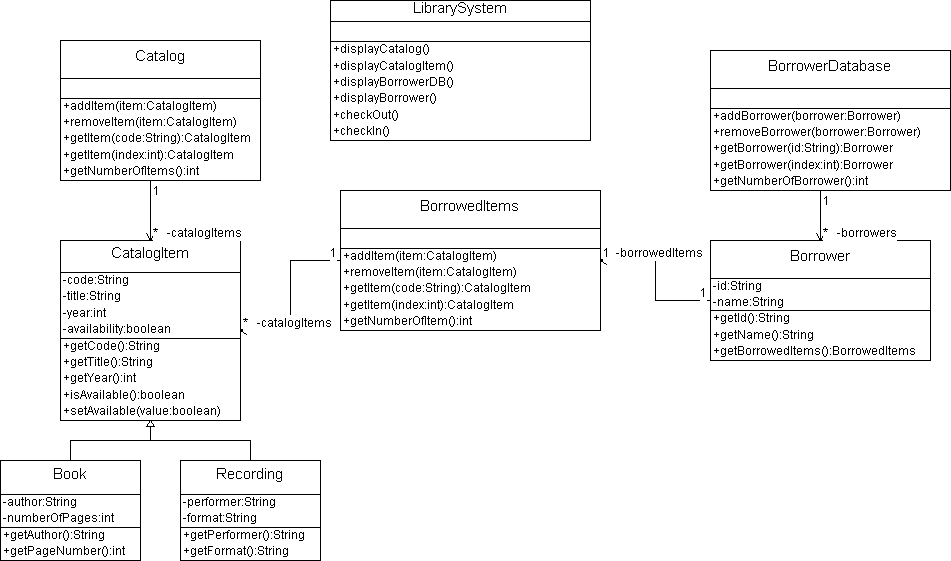 LibrarySystem
+displayCatalog()
+displayCatalogItem()
+displayBorrowerDB()
+displayBorrower()
+checkOut()
+checkIn()
Catalog
+addItem(item:CatalogItem)
+removeItem(item:CatalogItem)
+getItem(code:String):CatalogItem
+getItem(index:int):CatalogItem
+getNumberOfItems():int
1
* -catalogItems
BorrowerDatabase
+addBorrower(borrower:Borrower)
+removeBorrower(borrower:Borrower)
+getBorrower(id:String):Borrower
+getBorrower(index:int):Borrower
+getNumberOfBorrower():int
1
* -borrowers
BorrowedItems
+addItem(item:CatalogItem)
+removeItem(item:CatalogItem)
+getItem(code:String):CatalogItem
+getItem(index:int):CatalogItem
+getNumberOfItem():int
1
* -catalogItems
1 -borrowedItems
1
CatalogItem
-code:String
-title:String
-year:int
-availability:boolean
+getCode():String
+getTitle():String
+getYear():int
+isAvailable():boolean
+setAvailable(value:boolean)
Borrower
-id:String
-name:String
+getId():String
+getName():String
+getBorrowedItems():BorrowedItems
Book
-author:String
-numberOfPages:int
+getAuthor():String
+getPageNumber():int
Recording
-performer:String
-format:String
+getPerformer():String
+getFormat():String